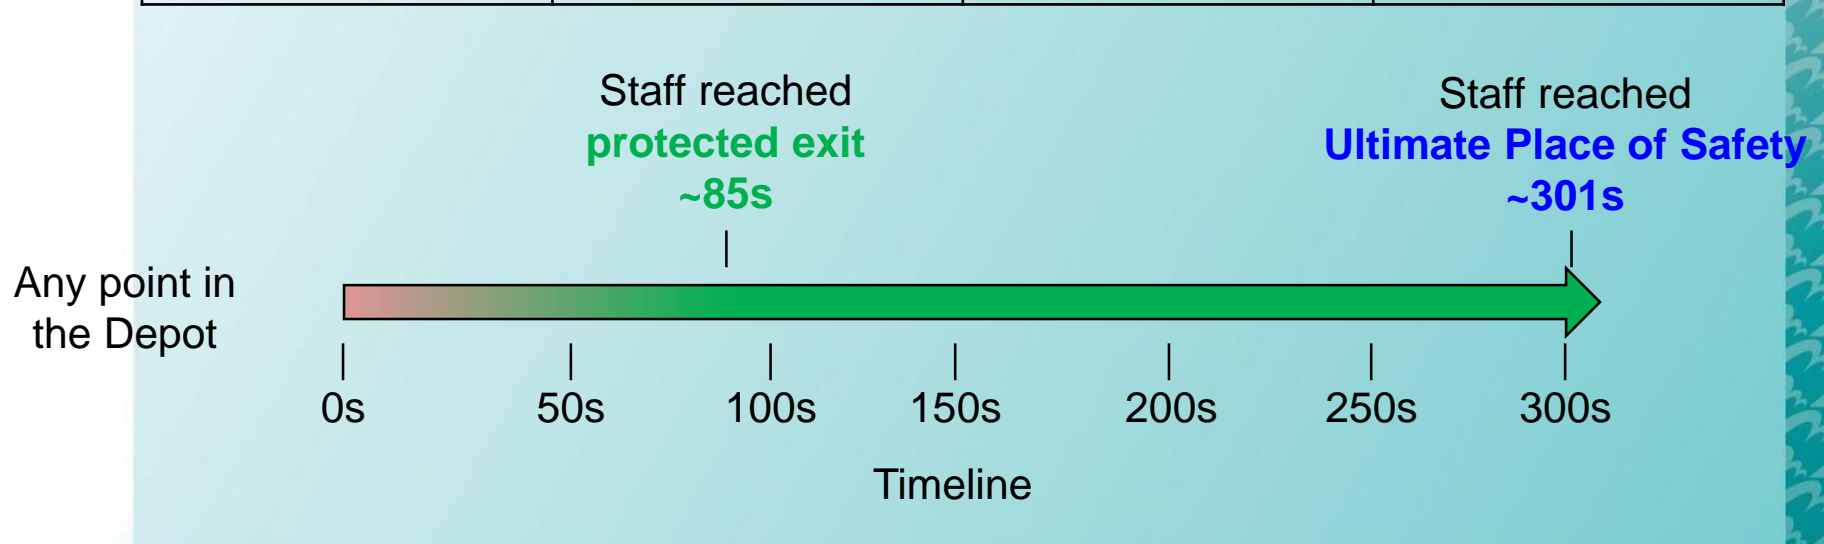 Staff reached
protected exit
~85s
Staff reached
Ultimate Place of Safety
~301s
Any point in
the Depot
0s
50s
100s
150s
200s
250s
300s
Timeline